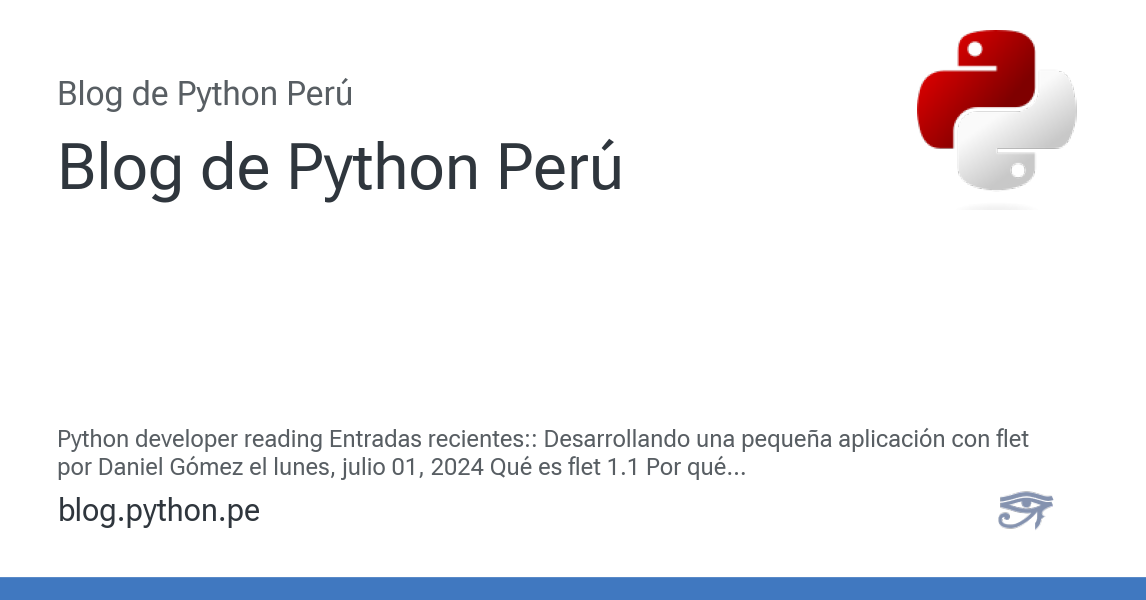 Blog de Python Perú
Blog de Python Perú
Python developer reading Entradas recientes:: Desarrollando una pequeña aplicación con flet
por Daniel Gómez el lunes, julio 01, 2024 Qué es flet 1.1 Por qué...
blog.python.pe